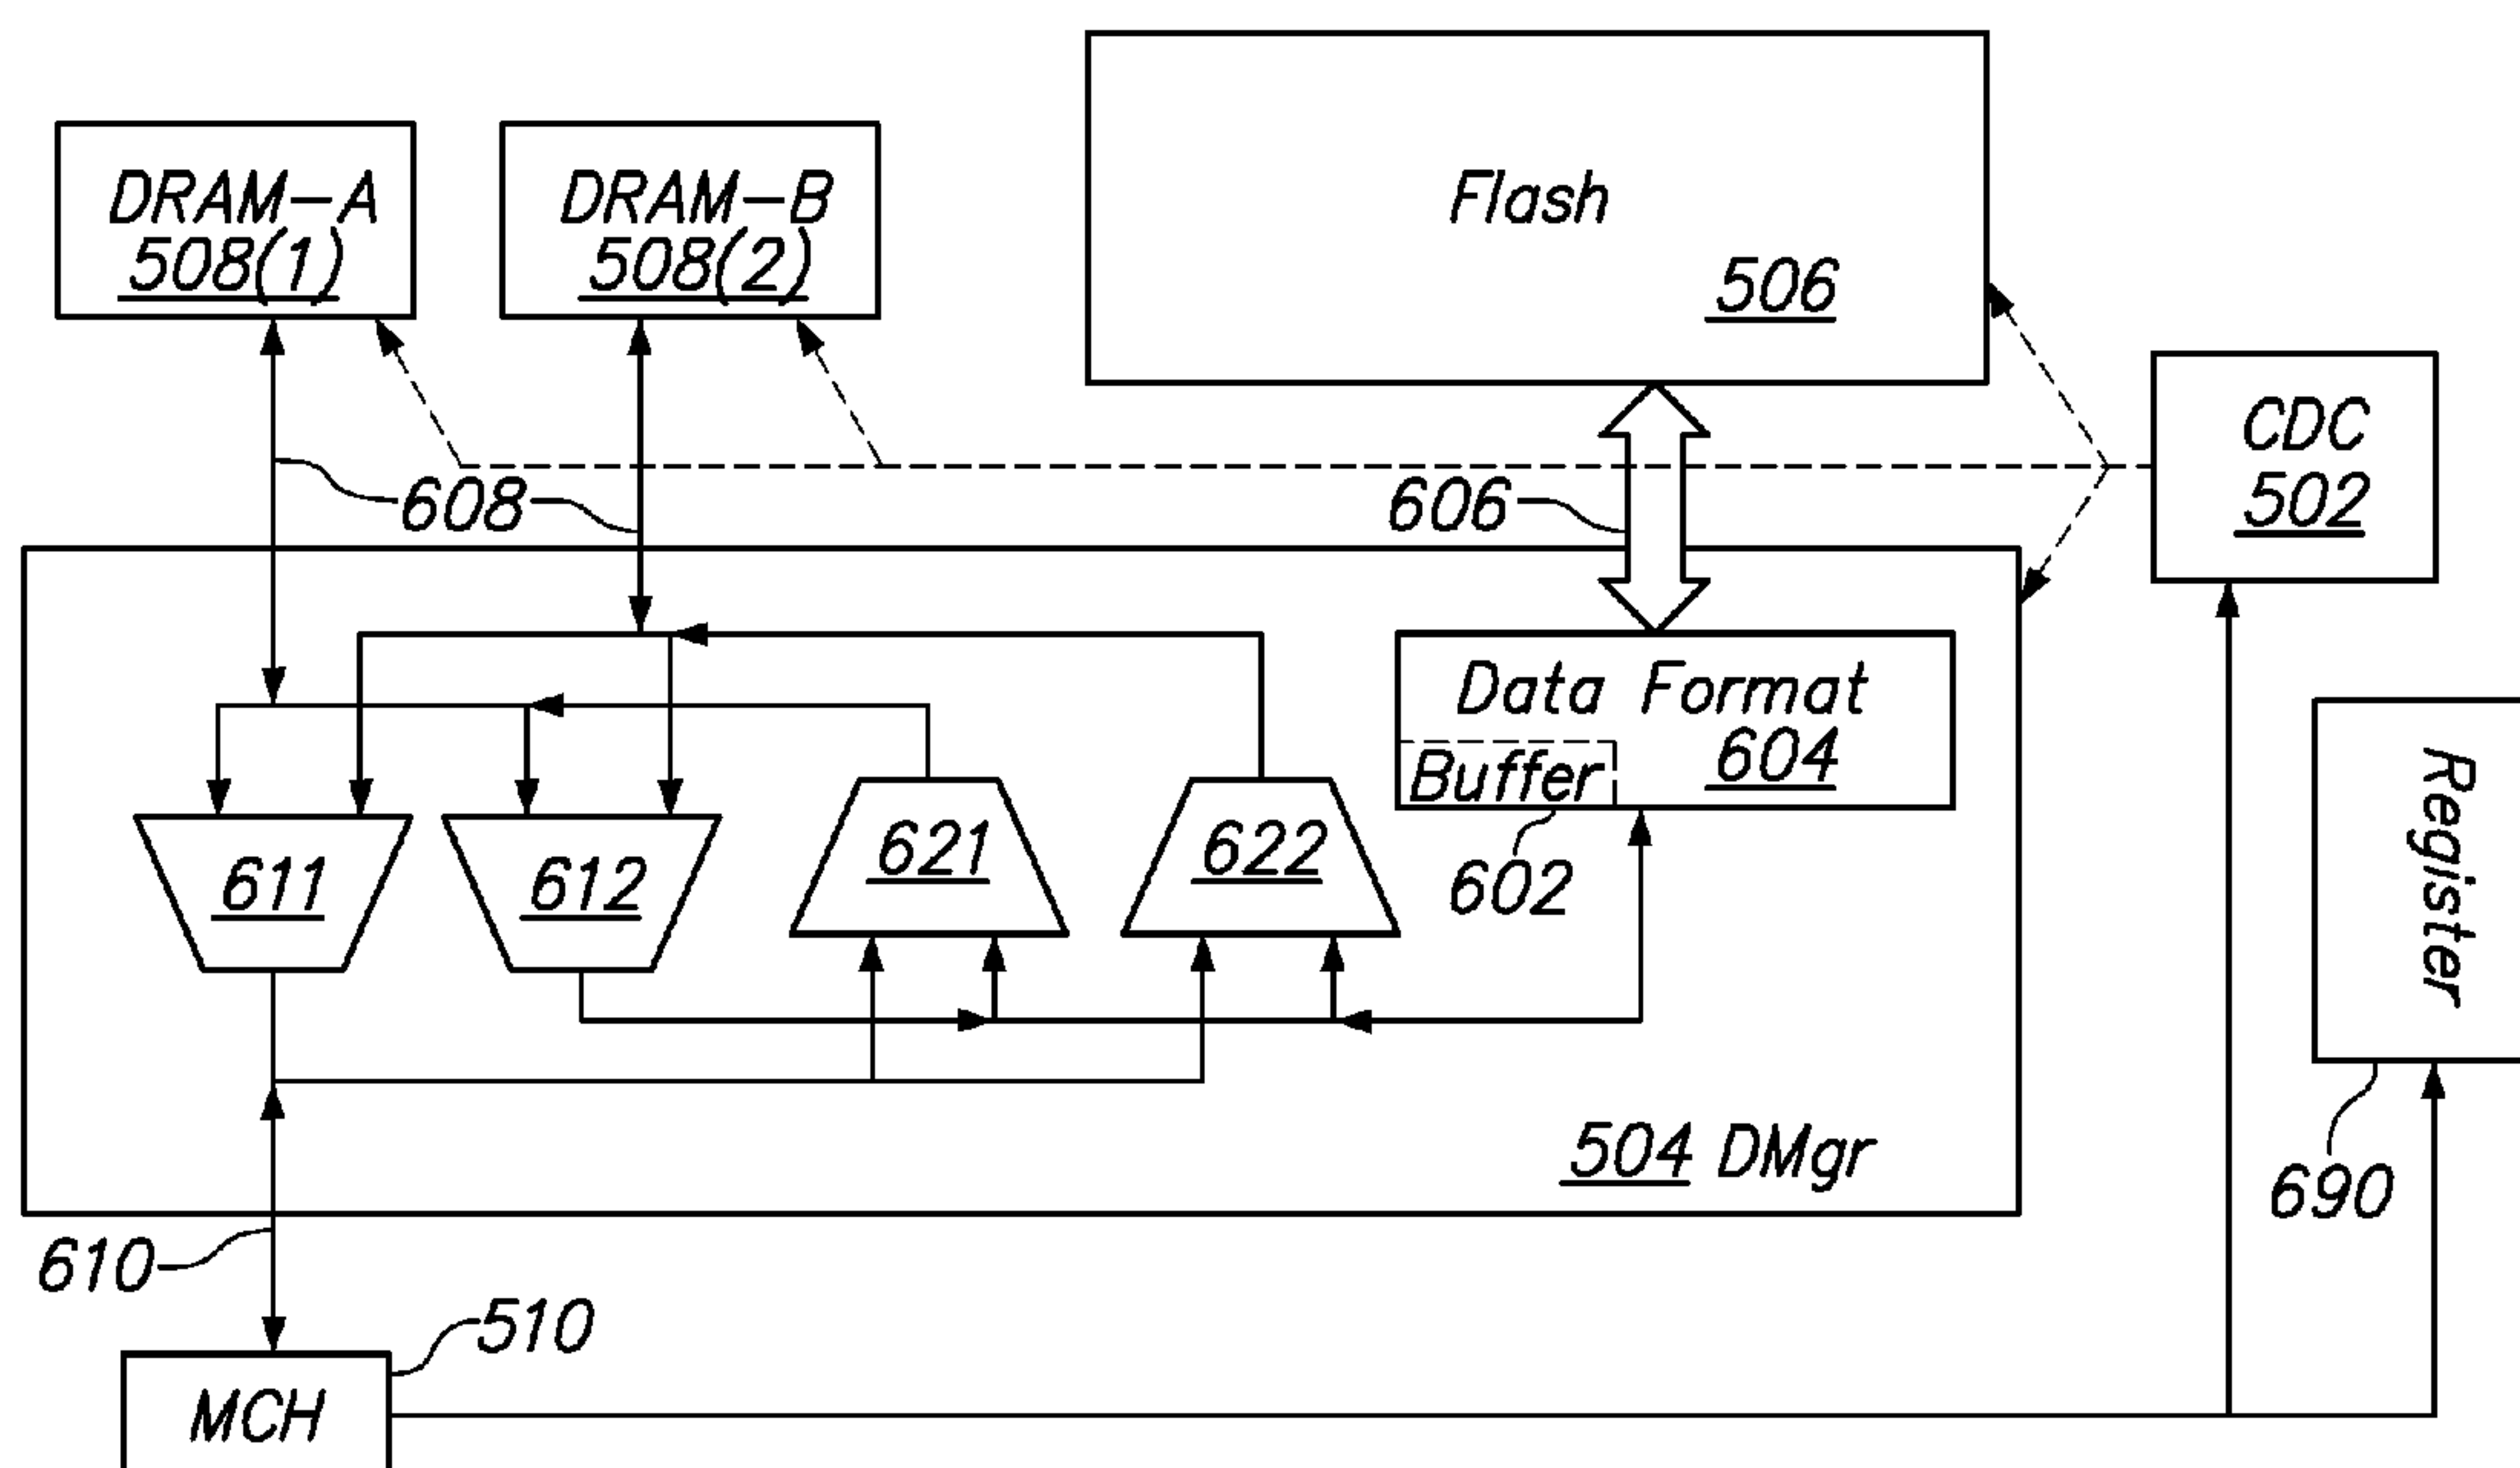 DRAM-A
508(1)
DRAM-B
508(2)
Flash
506
CDC
502
608
606
Data Format
604
Buffer
602
611
612
621
622
Register
690
504 DMgr
610
510
MCH